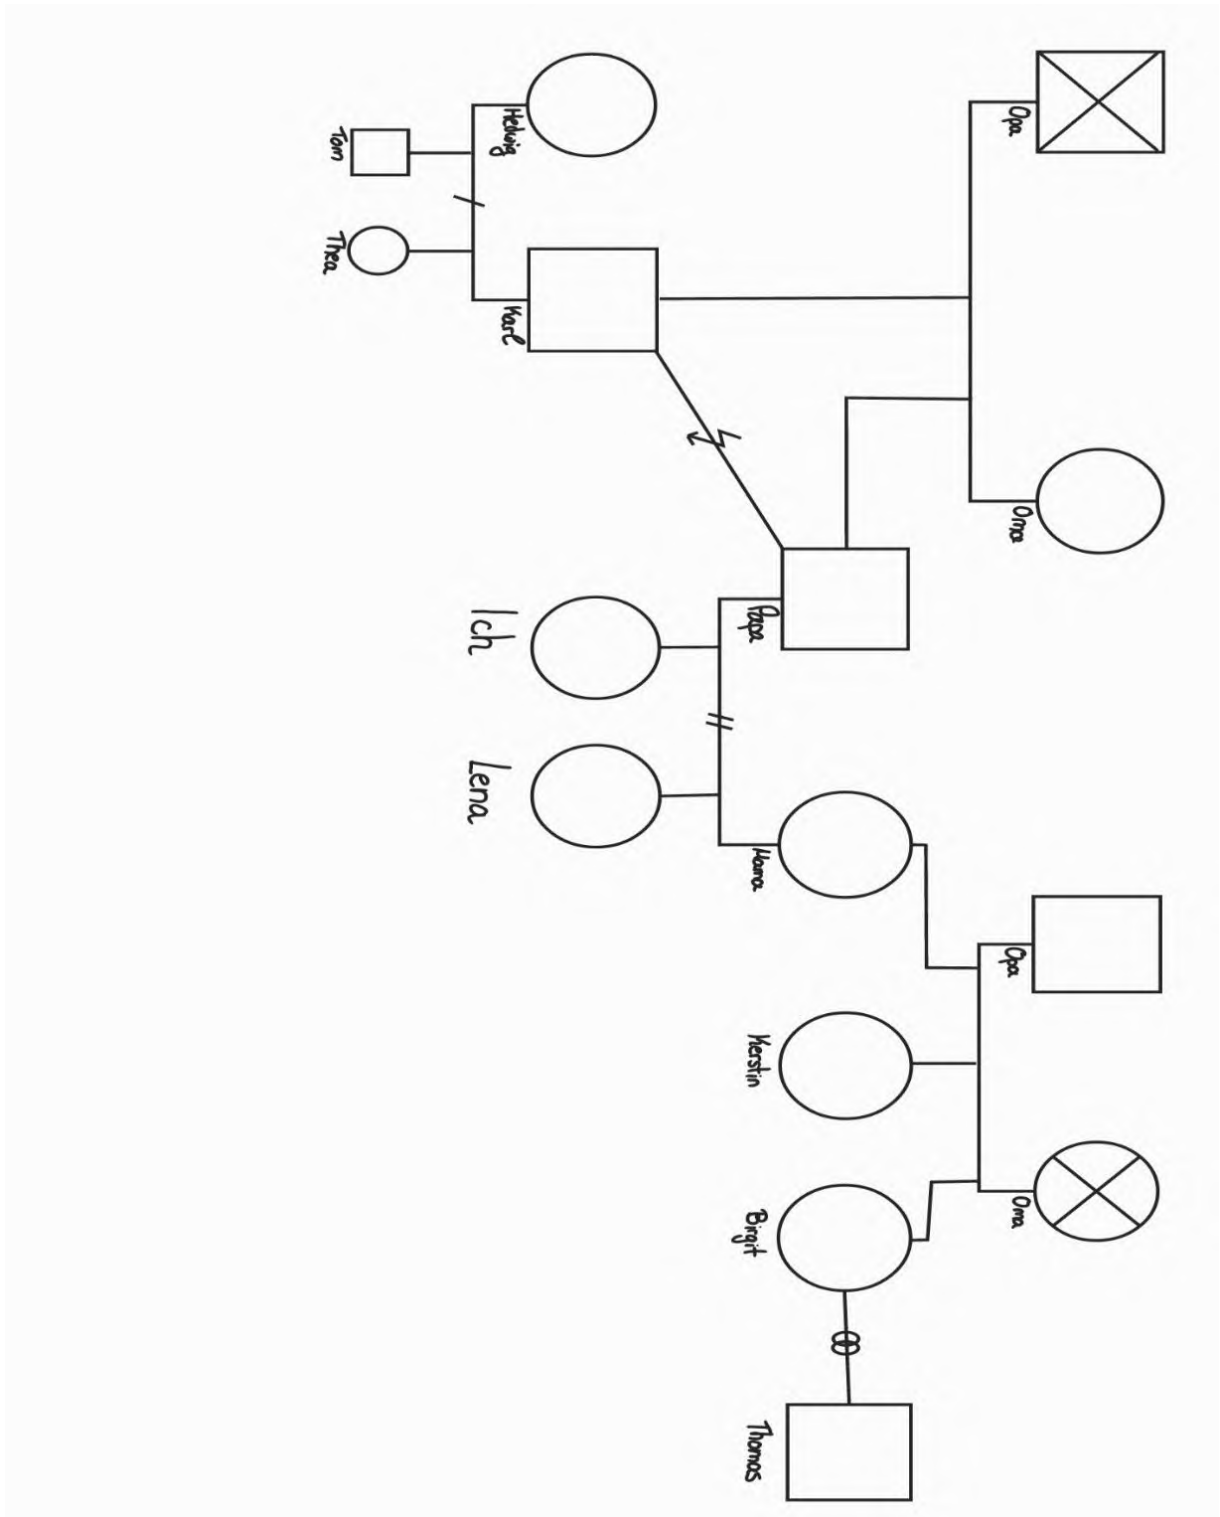 Opa
Oma
Opa
Oma
Hedwig
Karl
Papa
Mama
Kerstin
Birgit
Thomas
Tom
Thea
Ich
Lena